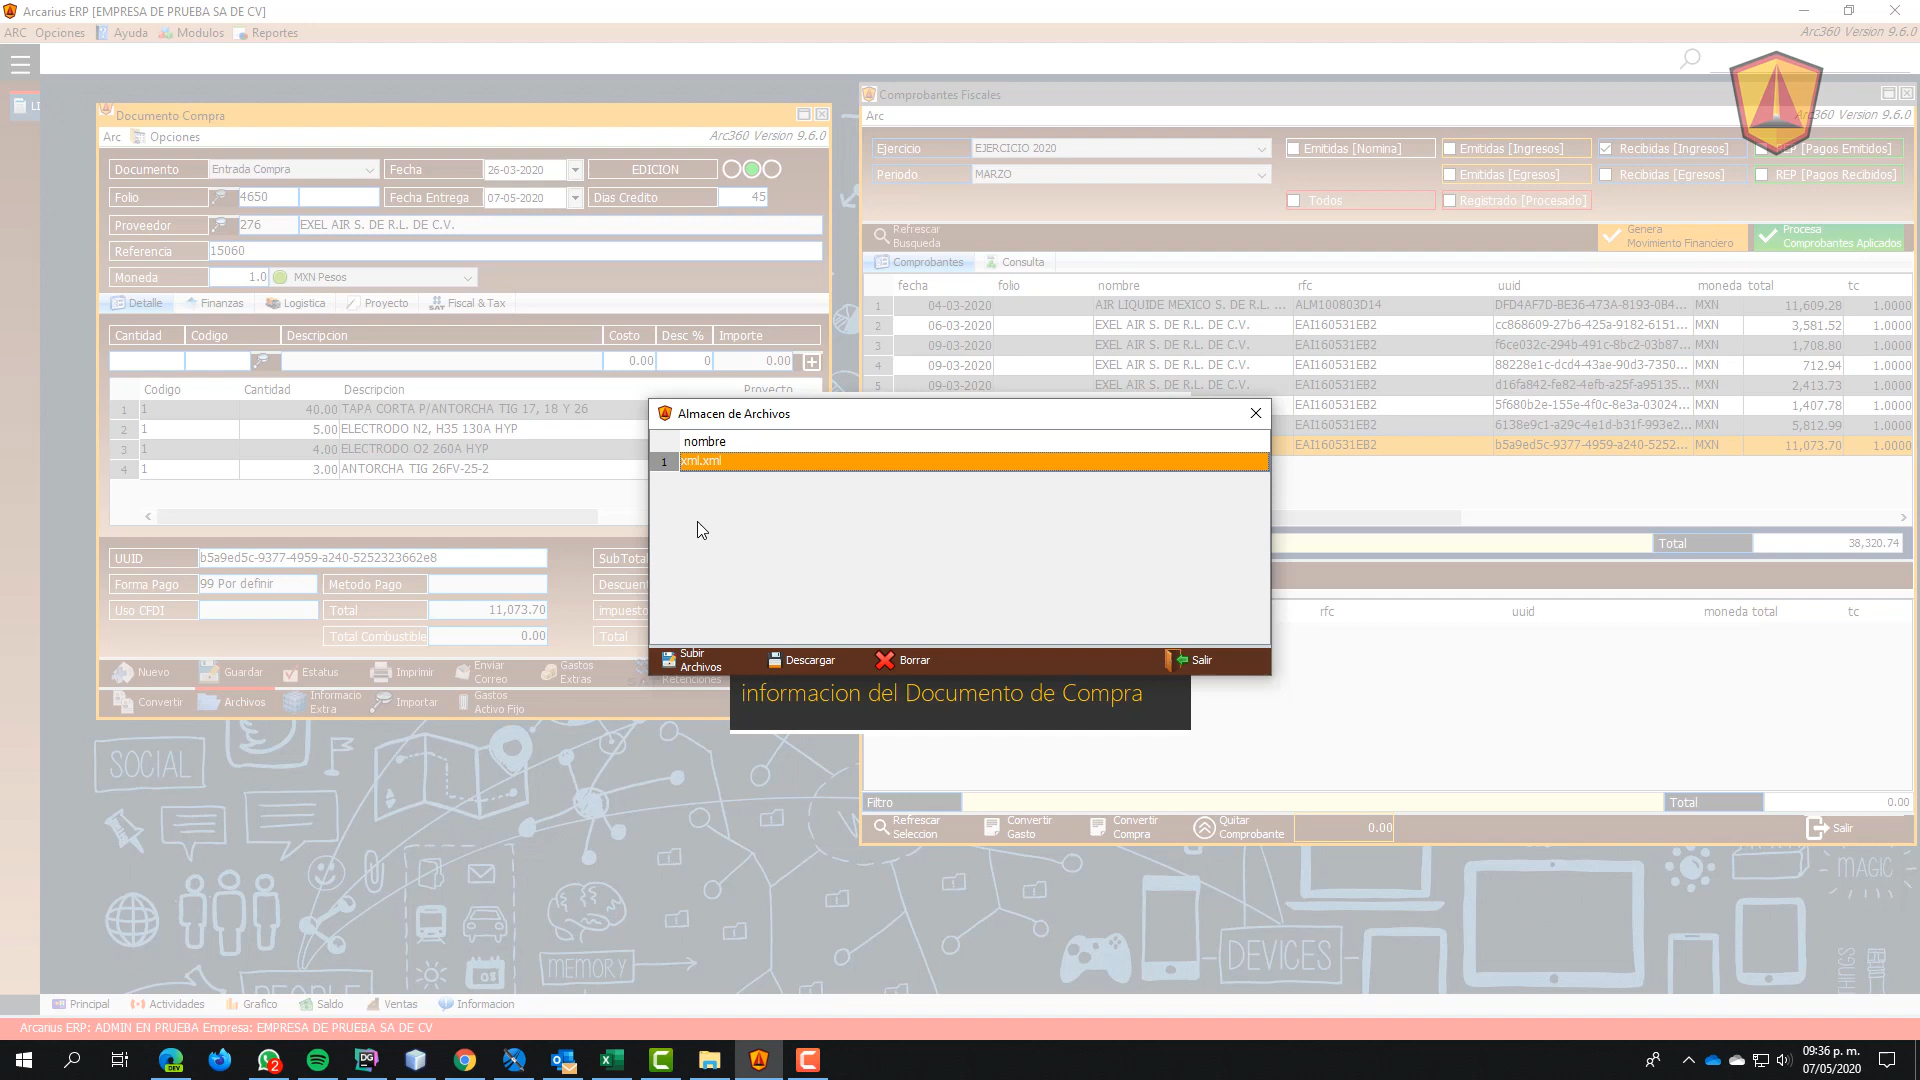 Arcarius ERP [EMPRESA DE PRUEBA SA DE CV]
ARC Opciones Ayuda Modulos Reportes
Arc360 Version 9.6.0
Documento Compra
Arc Opciones
Arc360 Version 9.6.0
Documento Entrada Compra Fecha 26-03-2020 EDICION
Folio 4650 Fecha Entrega 07-05-2020 Dias Credito 45
Proveedor 276 EXEL AIR S. DE R.L. DE C.V.
Referencia 15060
Moneda 1.0 MXN Pesos
Detalle Finanzas Logistica Proyecto Fiscal & Tax
Cantidad Codigo Descripcion Costo Desc % Importe
0.00 0 0.00
Codigo Cantidad Descripcion Proyecto
1 1 40.00 TAPA CORTA P/ANTORCHA TIG 17, 18 Y 26
2 1 5.00 ELECTRODO N2, H35 130A HYP
3 1 4.00 ELECTRODO O2 260A HYP
4 1 3.00 ANTORCHA TIG 26FV-25-2
UUID b5a9ed5c-9377-4959-a240-5252323662e8 SubTotal
Forma Pago 99 Por definir Metodo Pago
Uso CFDI Total 11,073.70
Total Combustible 0.00 Total
Nuevo Guardar Estatus Imprimir Enviar Correo Gastos Extras Retenciones
Convertir Archivos Informacio Extra Importar Gastos Activo Fijo
Comprobantes Fiscales
Arc
Arc360 Version 9.6.0
Ejercicio EJERCICIO 2020 Emitidas [Nomina] Emitidas [Ingresos] Recibidas [Ingresos] [Pagos Emitidos]
Periodo MARZO Emitidas [Egresos] Recibidas [Egresos] REP [Pagos Recibidos]
Todos Registrado [Procesado]
Refrescar Busqueda
Genera Movimiento Financiero
Procesa Comprobantes Aplicados
Comprobantes Consulta
fecha folio nombre rfc uuid moneda total tc
1 04-03-2020 AIR LIQUIDE MEXICO S. DE R.L. ... ALM100803D14 DFD4AF7D-BE36-473A-8193-0B4... MXN 11,609.28 1.0000
2 06-03-2020 EXEL AIR S. DE R.L. DE C.V. EAI160531EB2 cc868609-27b6-425a-9182-6151... MXN 3,581.52 1.0000
3 09-03-2020 EXEL AIR S. DE R.L. DE C.V. EAI160531EB2 f6ce032c-294b-491c-8bc2-03b87... MXN 1,708.80 1.0000
4 09-03-2020 EXEL AIR S. DE R.L. DE C.V. EAI160531EB2 88228e1c-dcd4-43ae-90d3-7350... MXN 712.94 1.0000
5 09-03-2020 EXEL AIR S. DE R.L. DE C.V. EAI160531EB2 d16fa842-fe82-4efb-a25f-a95135... MXN 2,413.73 1.0000
EAI160531EB2 5f680b2e-155e-4f0c-8e3a-03024... MXN 1,407.78 1.0000
EAI160531EB2 6138e9c1-a29c-4e1d-b31f-993e2... MXN 5,812.99 1.0000
EAI160531EB2 b5a9ed5c-9377-4959-a240-5252... MXN 11,073.70 1.0000
Total 38,320.74
rfc uuid moneda total tc
Filtro Total 0.00
Refrescar Seleccion Convertir Gasto Convertir Compra Quitar Comprobante 0.00 Salir
Almacen de Archivos
nombre
1 xml.xml
Subir Archivos Descargar Borrar Salir
informacion del Documento de Compra
SOCIAL
MEMORY
DEVICES
MAGIC
THINGS
PEOPLE
Principal Actividades Grafico Saldo Ventas Informacion
Arcarius ERP: ADMIN EN PRUEBA Empresa: EMPRESA DE PRUEBA SA DE CV
09:36 p. m.
07/05/2020